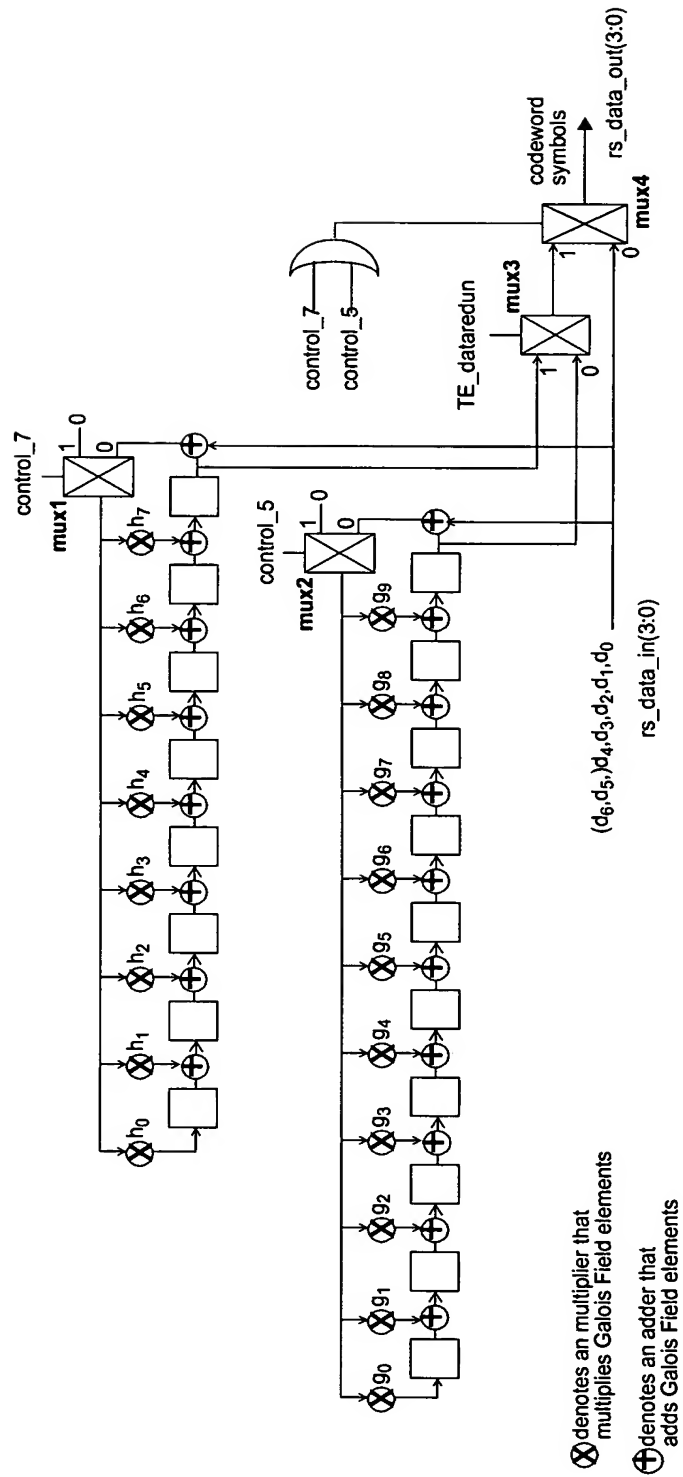 control_7
1
0
0
mux1
h0
h1
h2
h3
h4
h5
h6
h7
control_7
control_5
control_5
1
0
0
mux2
g0
g1
g2
g3
g4
g5
g6
g7
g8
g9
TE_dataredun
mux3
1
0
codeword
symbols
1
0
mux4
rs_data_out(3:0)
(d6,d5,)d4,d3,d2,d1,d0
rs_data_in(3:0)
denotes an multiplier that
multiplies Galois Field elements
denotes an adder that
adds Galois Field elements